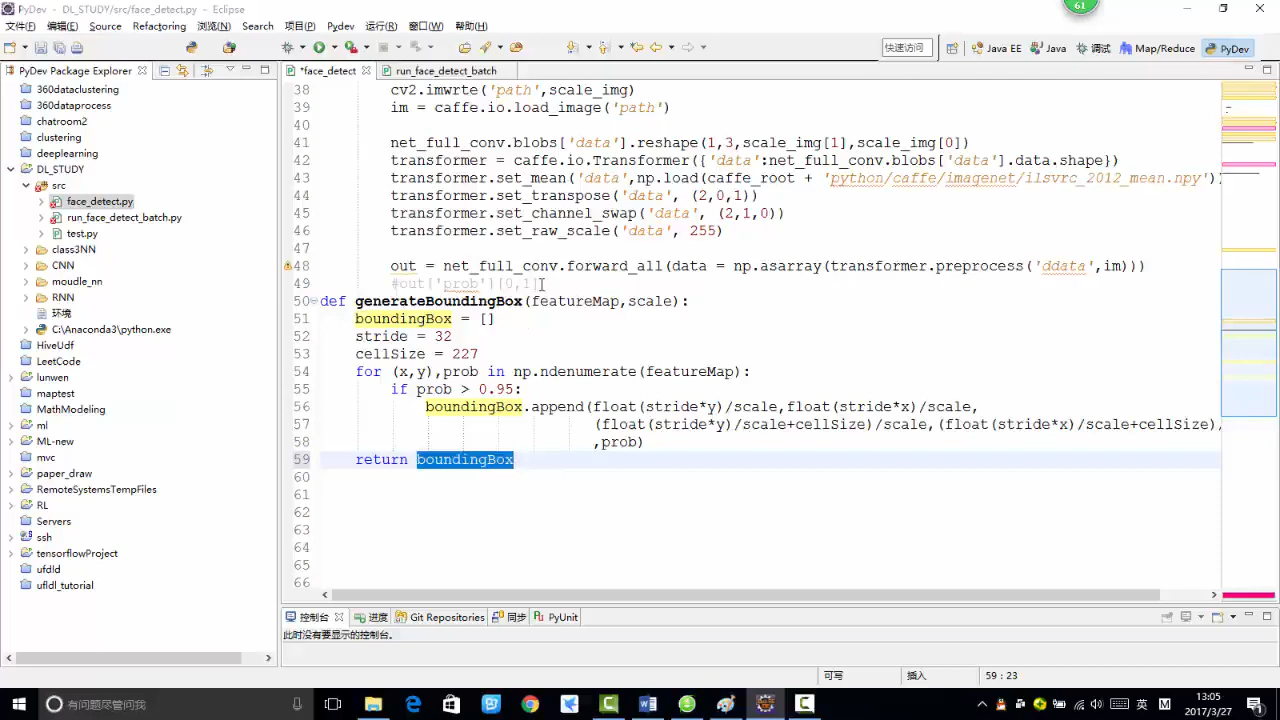 PyDev - DL_STUDY/src/face_detect.py - Eclipse
61
文件(F) 编辑(E) Source Refactoring 浏览(N) Search 项目(P) Pydev 运行(R) 窗口(W) 帮助(H)
快速访问 Java EE Java 调试 Map/Reduce PyDev
PyDev Package Explorer
*face_detect run_face_detect_batch
360dataclustering
360dataprocess
chatroom2
clustering
deeplearning
DL_STUDY
src
face_detect.py
run_face_detect_batch.py
test.py
class3NN
CNN
moudle_nn
RNN
环境
C:\Anaconda3\python.exe
HiveUdf
LeetCode
lunwen
maptest
MathModeling
ml
ML-new
mvc
paper_draw
RemoteSystemsTempFiles
RL
Servers
ssh
tensorflowProject
ufdld
ufldl_tutorial
38 cv2.imwrte('path',scale_img)
39 im = caffe.io.load_image('path')
40
41 net_full_conv.blobs['data'].reshape(1,3,scale_img[1],scale_img[0])
42 transformer = caffe.io.Transformer({'data':net_full_conv.blobs['data'].data.shape})
43 transformer.set_mean('data',np.load(caffe_root + 'python/caffe/imagenet/ilsvrc_2012_mean.npy')
44 transformer.set_transpose('data', (2,0,1))
45 transformer.set_channel_swap('data', (2,1,0))
46 transformer.set_raw_scale('data', 255)
47
48 out = net_full_conv.forward_all(data = np.asarray(transformer.preprocess('ddata',im)))
49 #out['prob'][0,1]
50 def generateBoundingBox(featureMap,scale):
51 boundingBox = []
52 stride = 32
53 cellSize = 227
54 for (x,y),prob in np.ndenumerate(featureMap):
55 if prob > 0.95:
56 boundingBox.append(float(stride*y)/scale,float(stride*x)/scale,
57 (float(stride*y)/scale+cellSize)/scale,(float(stride*x)/scale+cellSize)/
58 ,prob)
59 return boundingBox
60
61
62
63
64
65
66
控制台 进度 Git Repositories 同步 PyUnit
此时没有要显示的控制台。
可写 插入 59 : 23
有问题尽管问我
英 M
13:05
2017/3/27